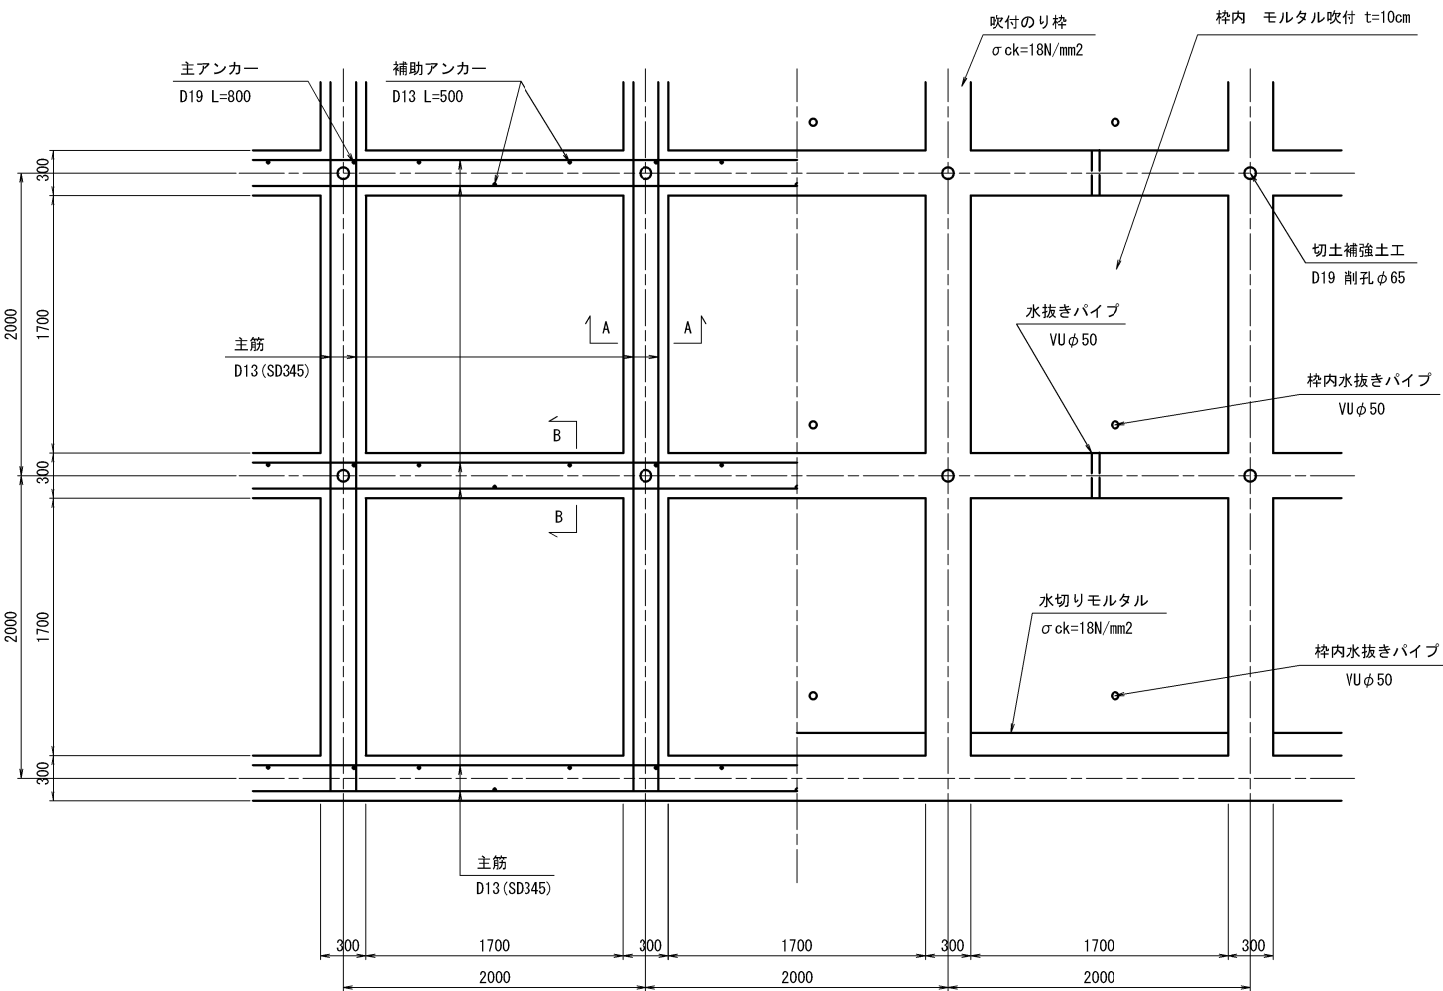 吹付のり枠
σck=18N/mm2
枠内 モルタル吹付 t=10cm
主アンカー
D19 L=800
補助アンカー
D13 L=500
300
2000
1700
切土補強土工
D19 削孔φ65
水抜きパイプ
VUφ50
A
A
主筋
D13(SD345)
枠内水抜きパイプ
VUφ50
B
300
B
2000
1700
水切りモルタル
σck=18N/mm2
枠内水抜きパイプ
VUφ50
300
主筋
D13(SD345)
300
1700
300
1700
300
1700
300
2000
2000
2000